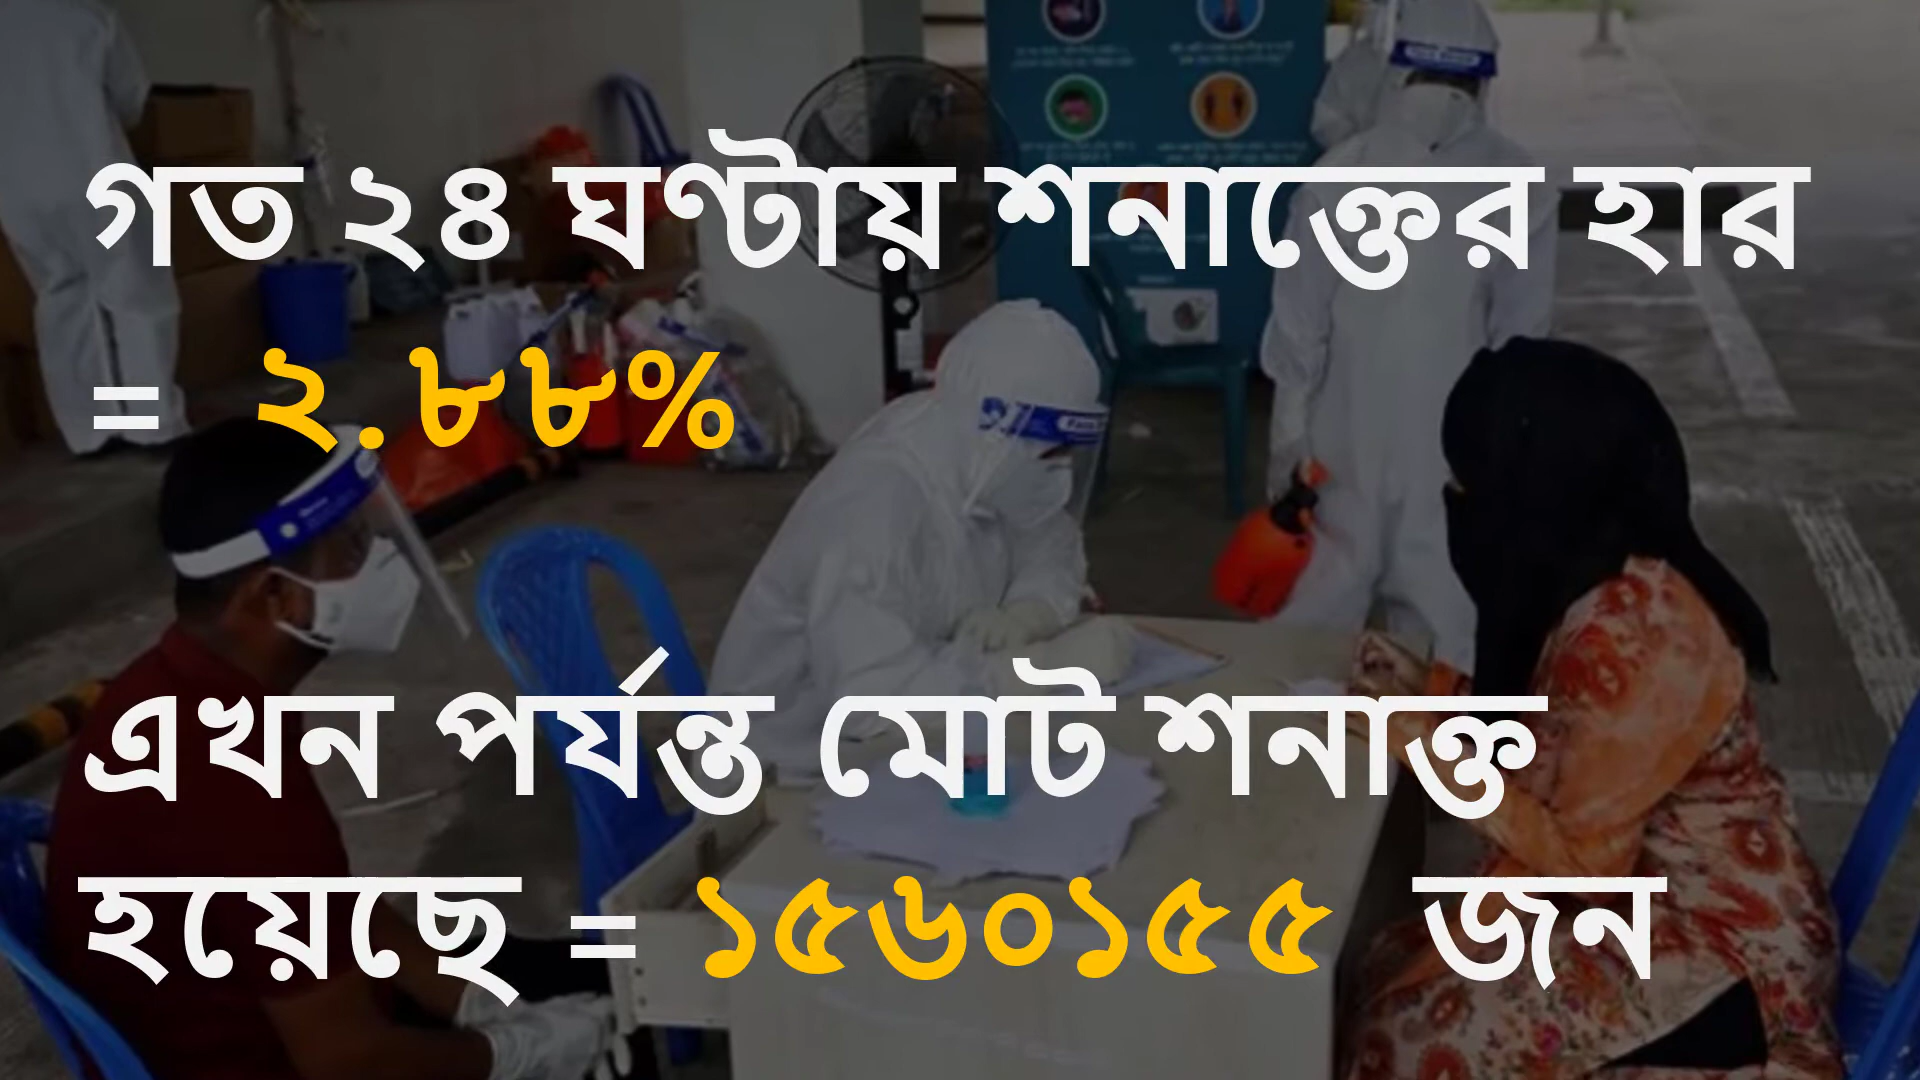 গত ২৪ ঘণ্টায় শনাক্তের হার
= ২.৮৮%
এখন পর্যন্ত মোট শনাক্ত
হয়েছে = ১৫৬০১৫৫ জন